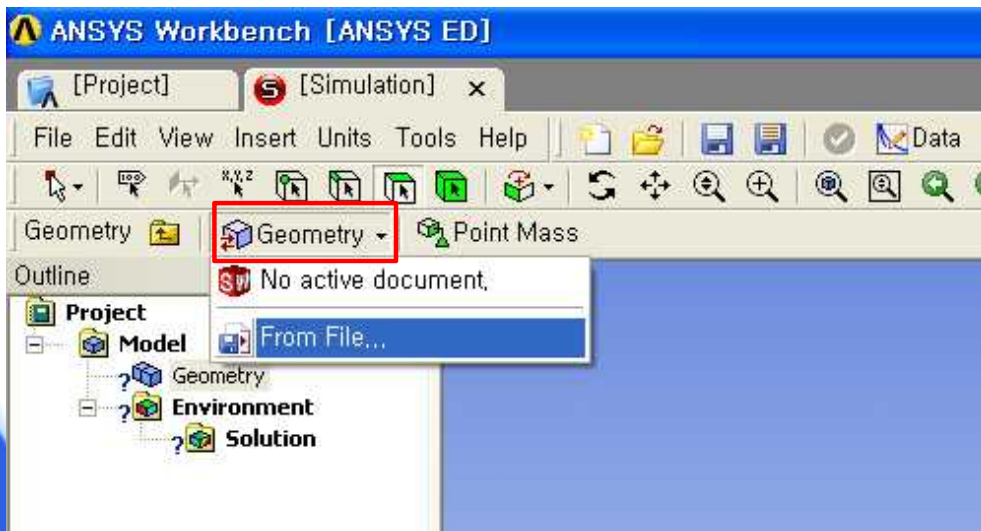 ANSYS Workbench [ANSYS ED]
[Project] [Simulation]
File Edit View Insert Units Tools Help Data
Geometry Geometry Point Mass
Outline
No active document,
From File...
Project
Model
Geometry
Environment
Solution